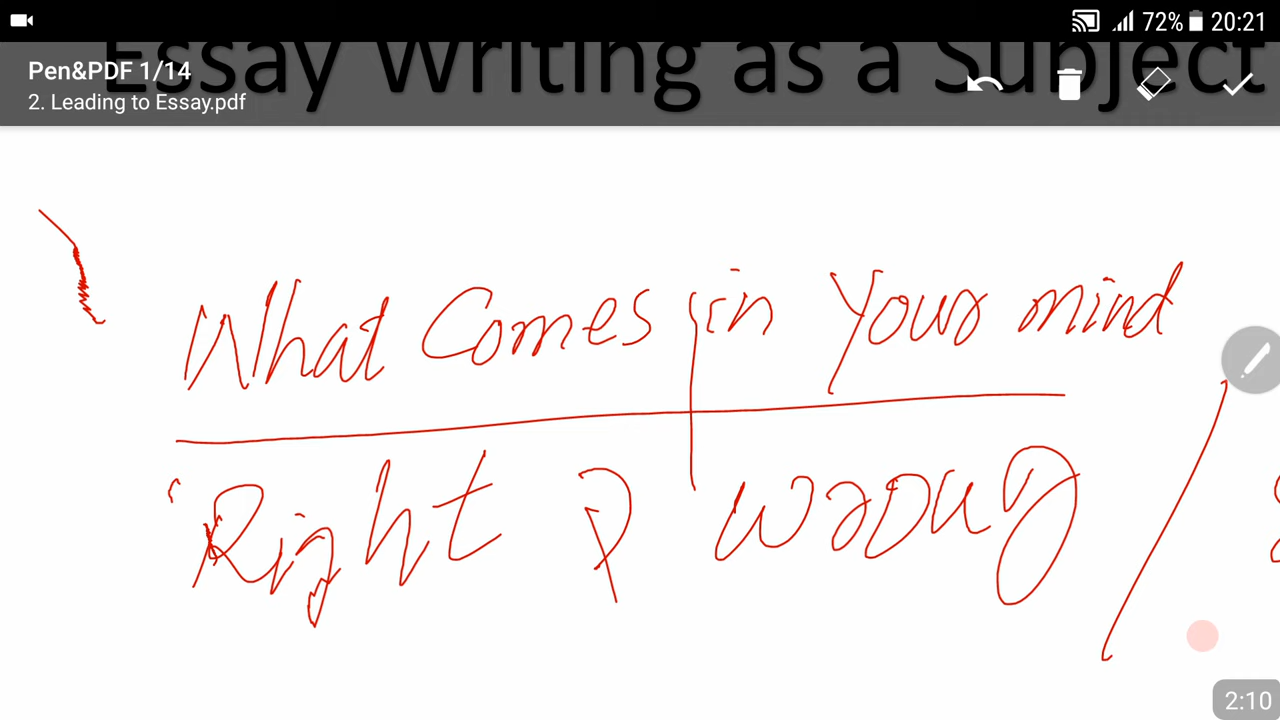 72% 20:21
Essay Writing as a Subject
Pen&PDF 1/14
2. Leading to Essay.pdf
What Comes in Your mind
Right & wrong
2:10